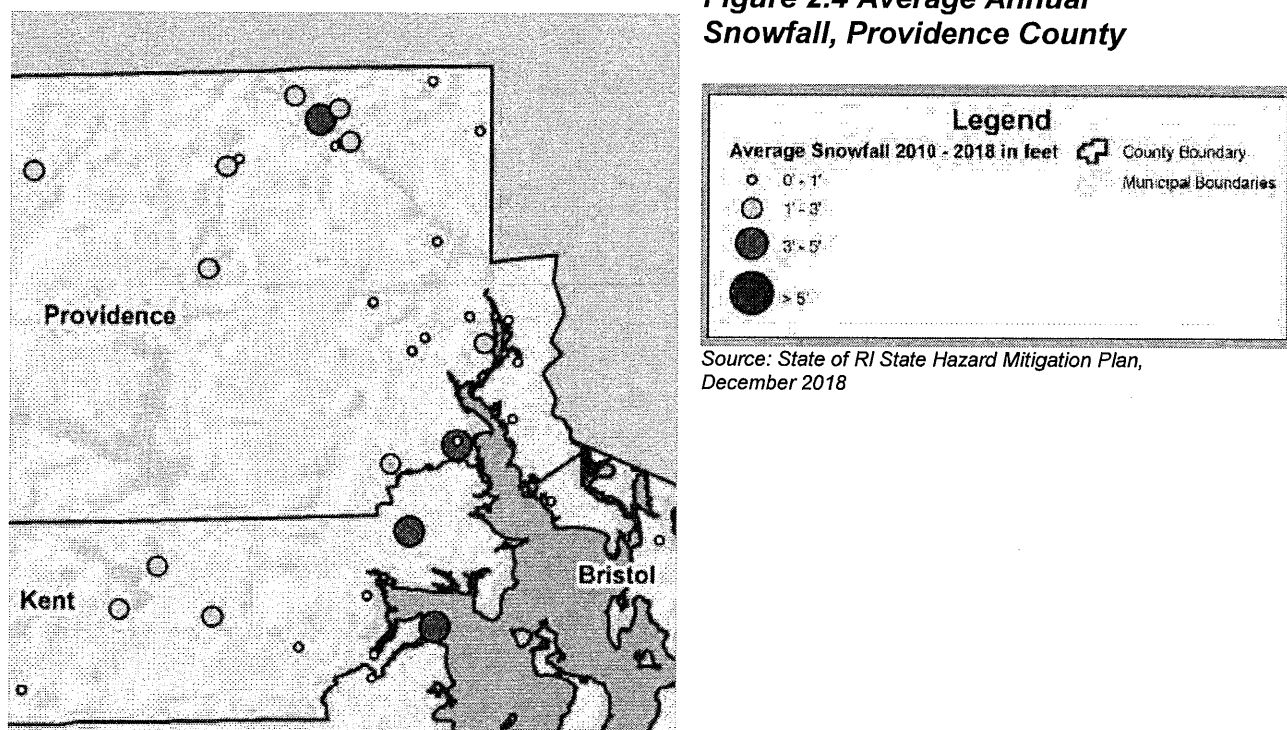 Figure 2.4 Average Annual
Snowfall, Providence County
Legend
Average Snowfall 2010 - 2018 in feet
0' - 1'
1' - 3'
3' - 5'
> 5'
County Boundary
Municipal Boundaries
Source: State of RI State Hazard Mitigation Plan,
December 2018
Providence
Kent
Bristol